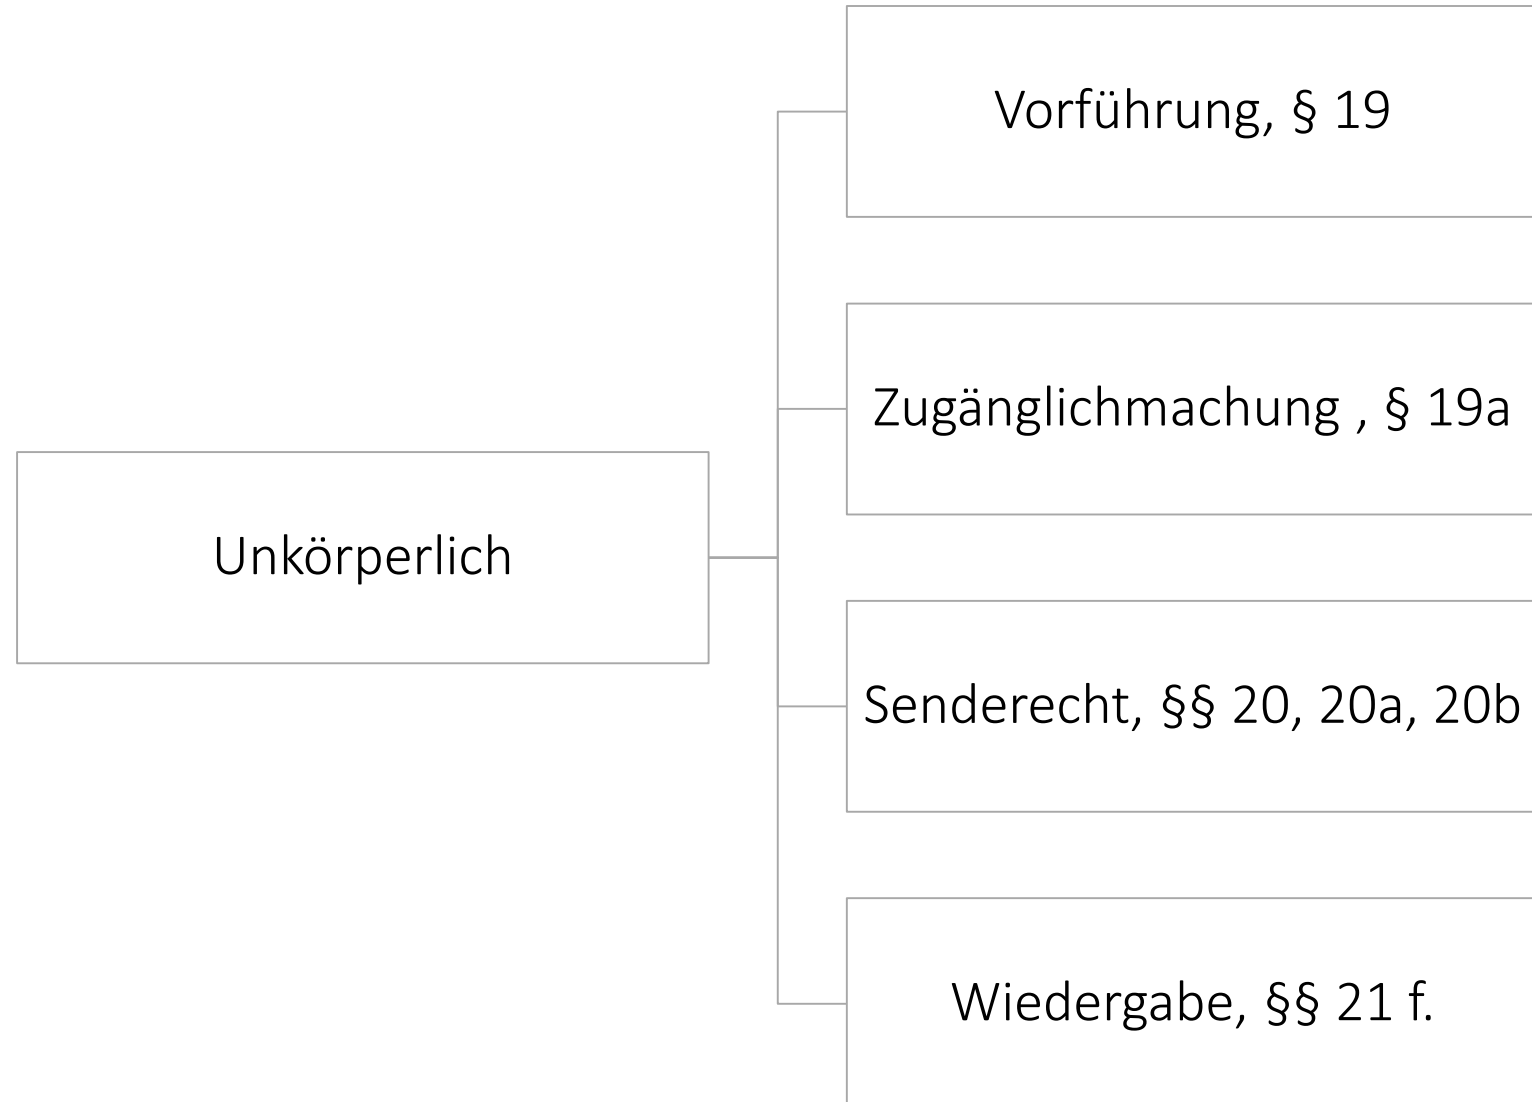 Vorführung, § 19
Zugänglichmachung , § 19a
Unkörperlich
Senderecht, §§ 20, 20a, 20b
Wiedergabe, §§ 21 f.